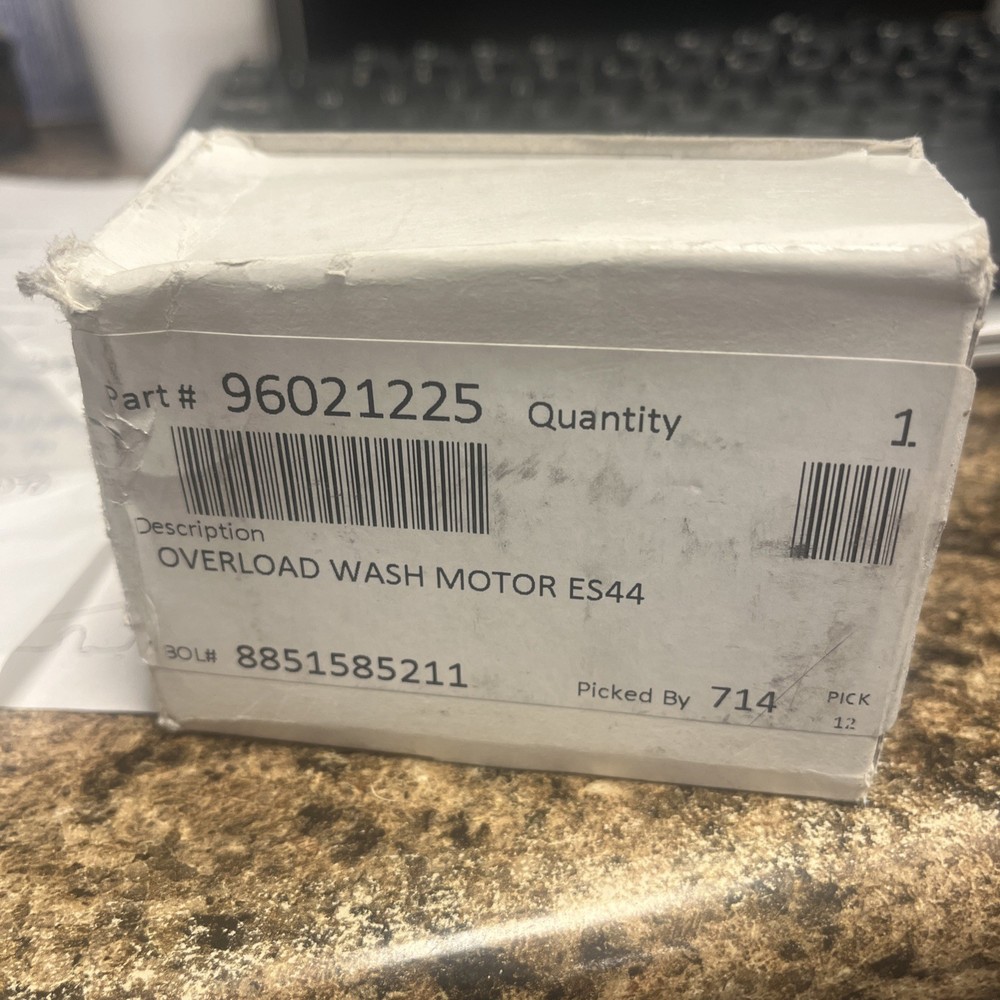 Part # 96021225 Quantity 1
Description
OVERLOAD WASH MOTOR ES44
BOL# 8851585211 Picked By 714 PICK
12